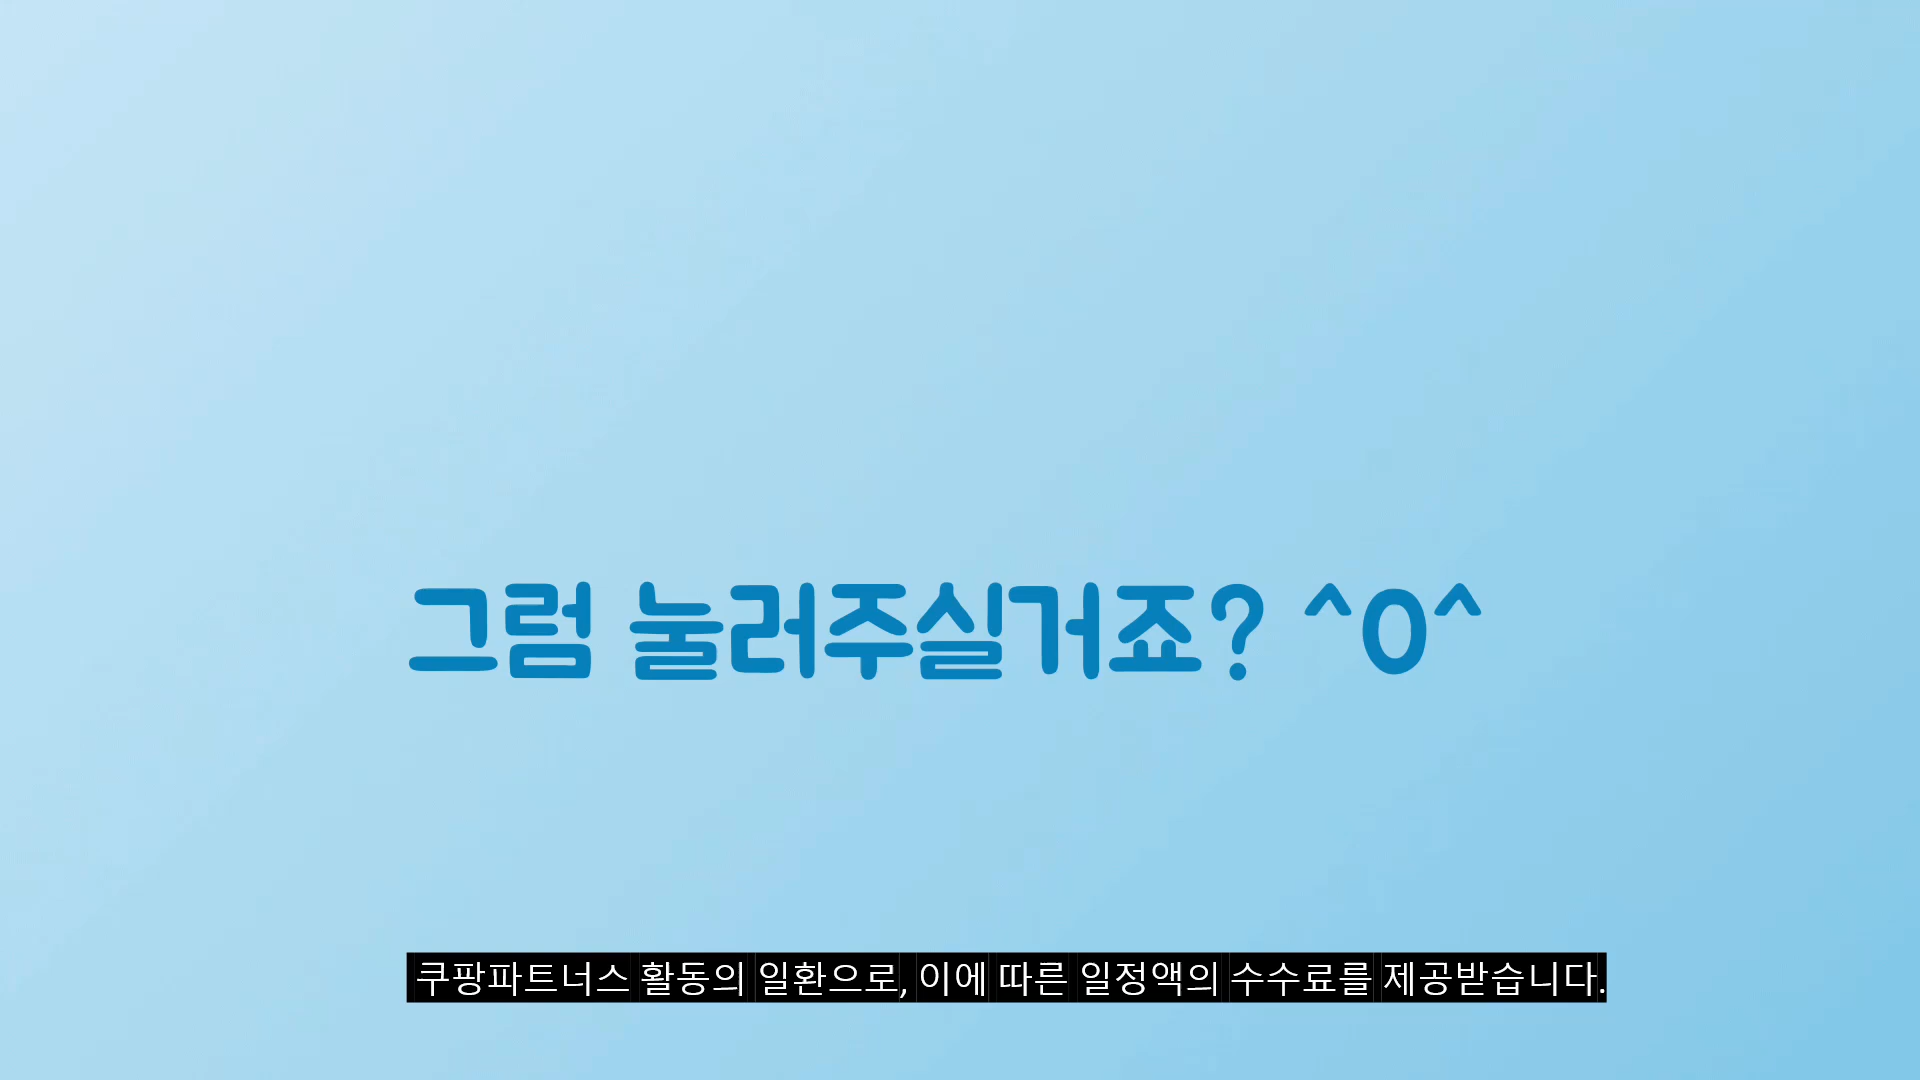 그럼 눌러주실거죠? ^0^
쿠팡파트너스 활동의 일환으로, 이에 따른 일정액의 수수료를 제공받습니다.